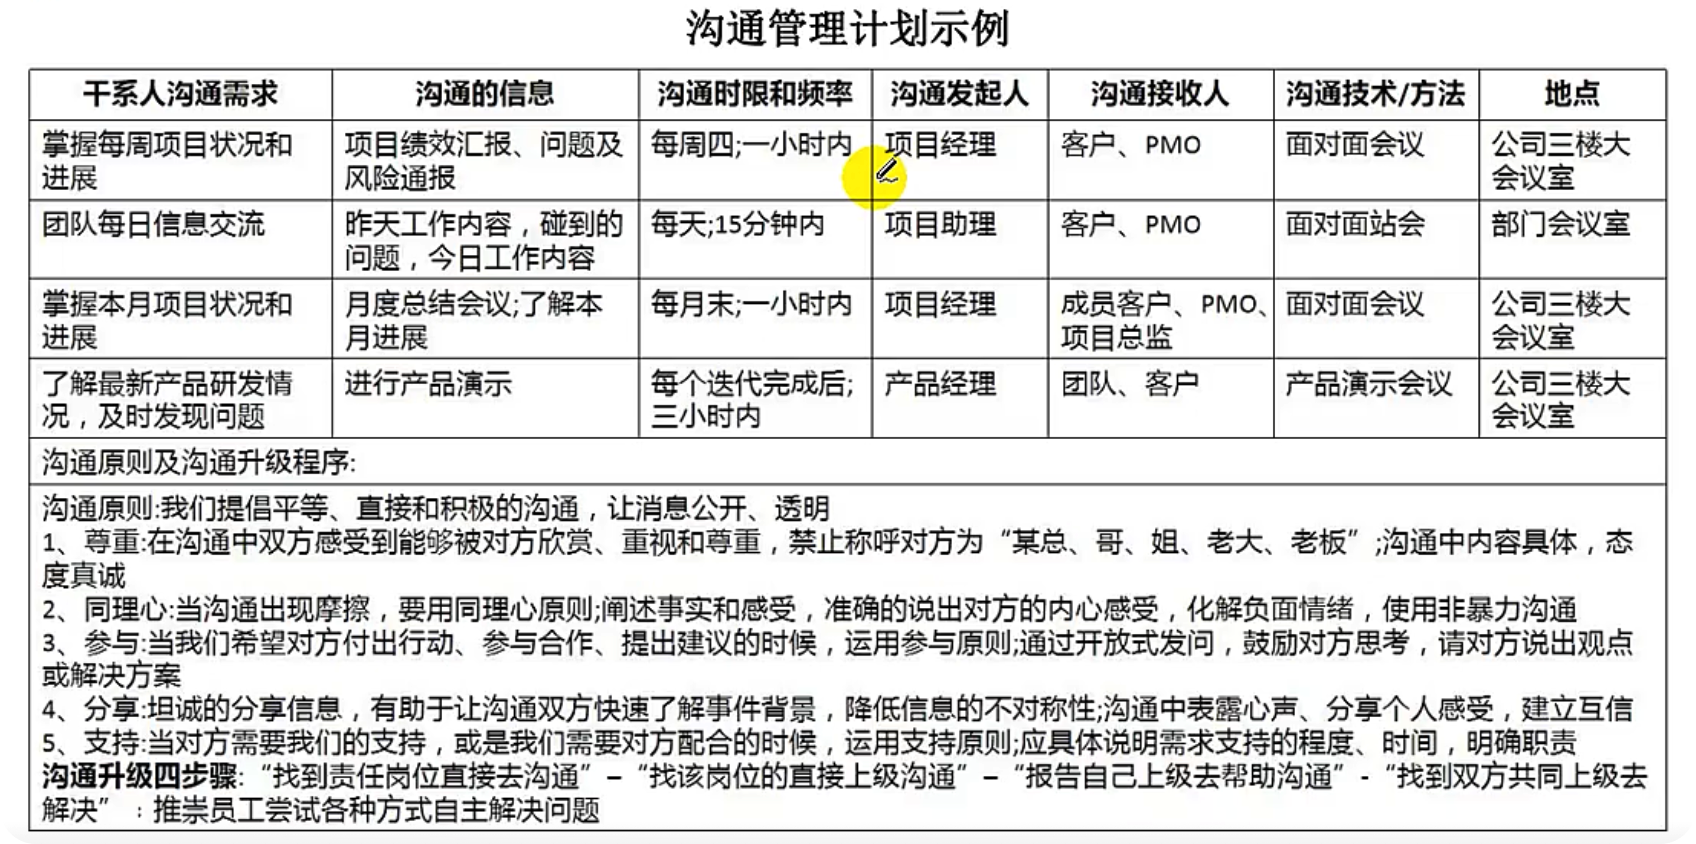 沟通管理计划示例
干系人沟通需求 沟通的信息 沟通时限和频率 沟通发起人 沟通接收人 沟通技术/方法 地点
掌握每周项目状况和 项目绩效汇报、问题及 每周四;一小时内 项目经理 客户、PMO 面对面会议 公司三楼大
进展 风险通报 会议室
团队每日信息交流 昨天工作内容，碰到的 每天;15分钟内 项目助理 客户、PMO 面对面站会 部门会议室
问题，今日工作内容
掌握本月项目状况和 月度总结会议;了解本 每月末;一小时内 项目经理 成员客户、PMO、 面对面会议 公司三楼大
进展 月进展 项目总监 会议室
了解最新产品研发情 进行产品演示 每个迭代完成后; 产品经理 团队、客户 产品演示会议 公司三楼大
况，及时发现问题 三小时内 会议室
沟通原则及沟通升级程序:
沟通原则:我们提倡平等、直接和积极的沟通，让消息公开、透明
1、尊重:在沟通中双方感受到能够被对方欣赏、重视和尊重，禁止称呼对方为“某总、哥、姐、老大、老板”;沟通中内容具体，态
度真诚
2、同理心:当沟通出现摩擦，要用同理心原则;阐述事实和感受，准确的说出对方的内心感受，化解负面情绪，使用非暴力沟通
3、参与:当我们希望对方付出行动、参与合作、提出建议的时候，运用参与原则;通过开放式发问，鼓励对方思考，请对方说出观点
或解决方案
4、分享:坦诚的分享信息，有助于让沟通双方快速了解事件背景，降低信息的不对称性;沟通中表露心声、分享个人感受，建立互信
5、支持:当对方需要我们的支持，或是我们需要对方配合的时候，运用支持原则;应具体说明需求支持的程度、时间，明确职责
沟通升级四步骤:“找到责任岗位直接去沟通”–“找该岗位的直接上级沟通”–“报告自己上级去帮助沟通”-“找到双方共同上级去
解决”：推崇员工尝试各种方式自主解决问题